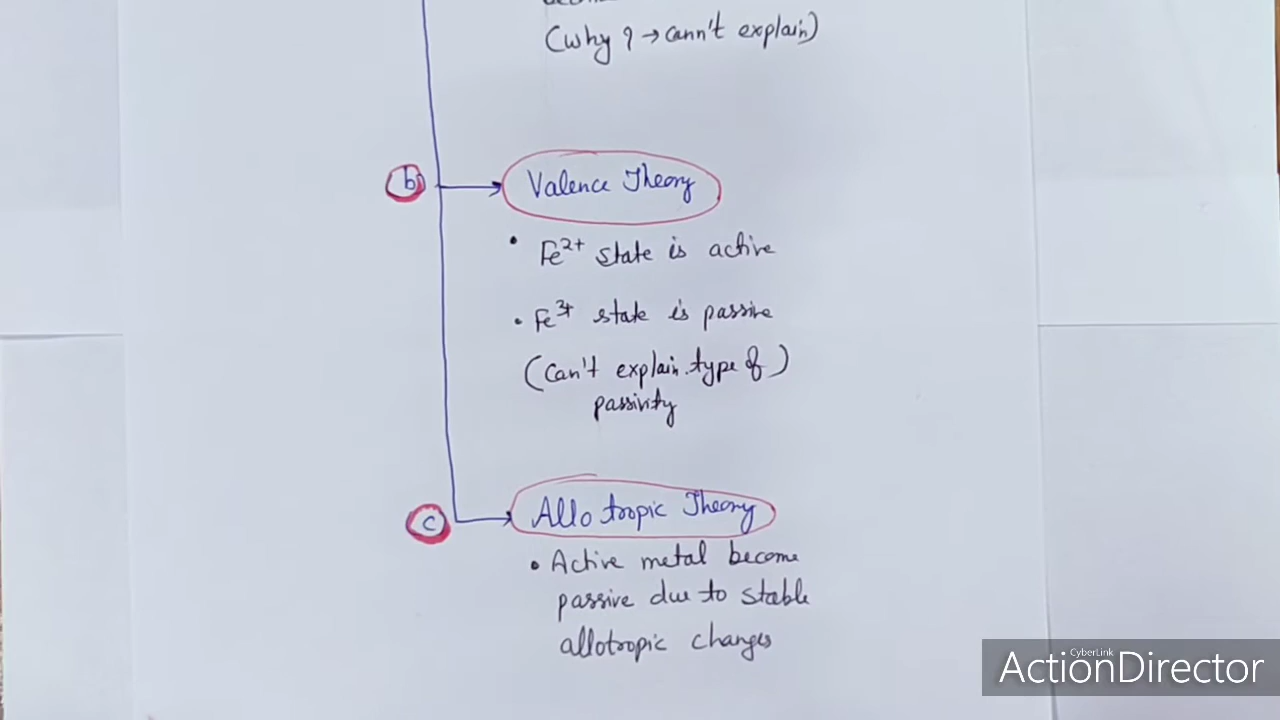 (Why ? → cann't explain)
b
Valence Theory
• Fe2+ state is active
• Fe3+ state is passive
(Can't explain type of)
passivity
c
Allotropic Theory
• Active metal become
passive due to stable
allotropic changes
CyberLink
ActionDirector